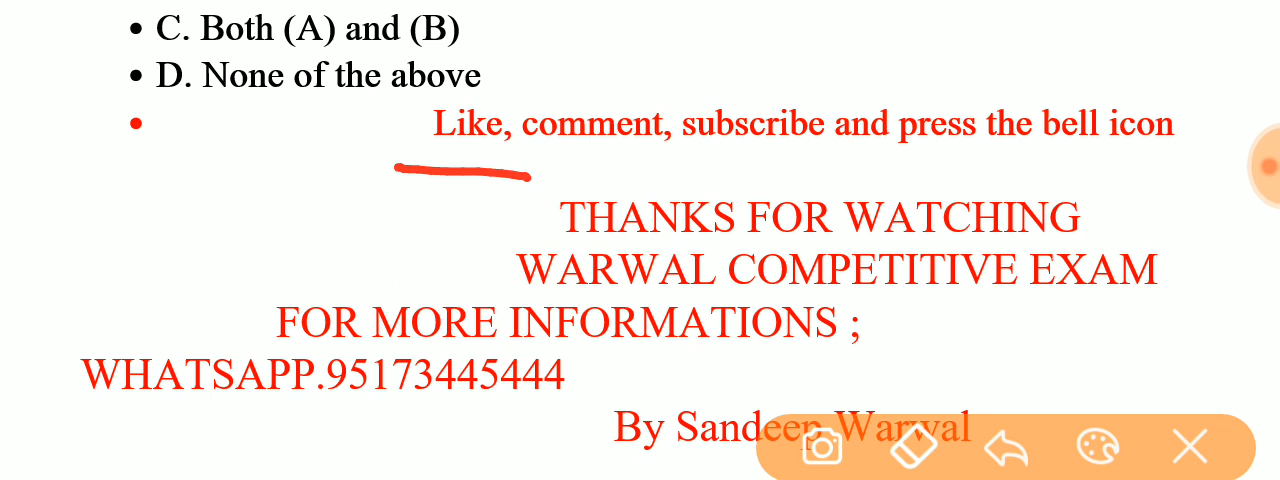 • C. Both (A) and (B)
• D. None of the above
• Like, comment, subscribe and press the bell icon
THANKS FOR WATCHING
WARWAL COMPETITIVE EXAM
FOR MORE INFORMATIONS ;
WHATSAPP.95173445444
By Sandeep Warwal